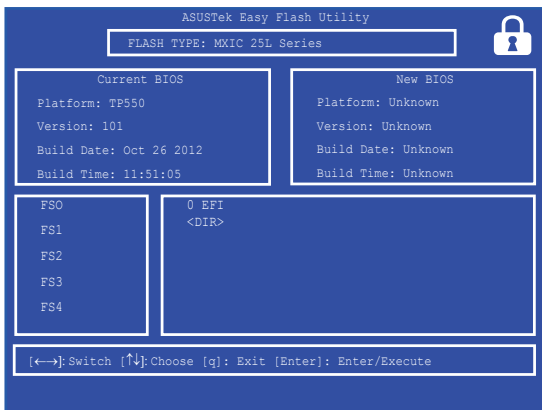 ASUSTek Easy Flash Utility
FLASH TYPE: MXIC 25L Series
Current BIOS
Platform: TP550
Version: 101
Build Date: Oct 26 2012
Build Time: 11:51:05
New BIOS
Platform: Unknown
Version: Unknown
Build Date: Unknown
Build Time: Unknown
FSO
FS1
FS2
FS3
FS4
0 EFI
<DIR>
[←→]: Switch [↑↓]: Choose [q]: Exit [Enter]: Enter/Execute